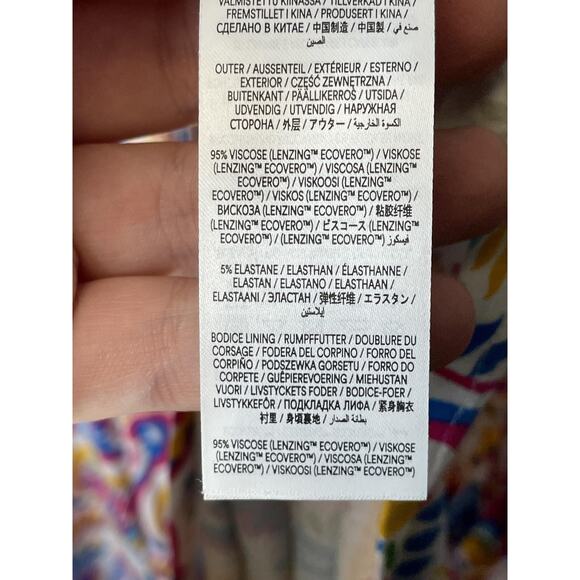 VALMISTETTU KIINASSA / TILLVERKAD I KINA /
FREMSTILLET I KINA / PRODUSERT I KINA /
СДЕЛАНО В КИТАЕ / 中国制造 / 中国製 / صنع في
الصين
OUTER / AUSSENTEIL / EXTÉRIEUR / ESTERNO /
EXTERIOR / CZĘŚĆ ZEWNĘTRZNA /
BUITENKANT / PÄÄLLIKERROS / UTSIDA /
UDVENDIG / UTVENDIG / НАРУЖНАЯ
СТОРОНА / 外层 / アウター / الكسوة الخارجية
95% VISCOSE (LENZING™ ECOVERO™) / VISKOSE
(LENZING™ ECOVERO™) / VISCOSA (LENZING™
ECOVERO™) / VISKOOSI (LENZING™
ECOVERO™) / VISKOS (LENZING™ ECOVERO™) /
ВИСКОЗА (LENZING™ ECOVERO™) / 粘胶纤维
(LENZING™ ECOVERO™) / ビスコース (LENZING™
ECOVERO™) / (LENZING™ ECOVERO™) فيسكوز
5% ELASTANE / ELASTHAN / ÉLASTHANNE /
ELASTAN / ELASTANO / ELASTHAAN /
ELASTAANI / ЭЛАСТАН / 弹性纤维 / エラスタン /
إيلاستين
BODICE LINING / RUMPFFUTTER / DOUBLURE DU
CORSAGE / FODERA DEL CORPINO / FORRO DEL
CORPIÑO / PODSZEWKA GORSETU / FORRO DO
CORPETE / GUÊPIEREVOERING / MIEHUSTAN
VUORI / LIVSTYCKETS FODER / BODICE-FOER /
LIVSTYKKEFÔR / ПОДКЛАДКА ЛИФА / 紧身胸衣
衬里 / 身頃裏地 / بطانة الصدار
95% VISCOSE (LENZING™ ECOVERO™) / VISKOSE
(LENZING™ ECOVERO™) / VISCOSA (LENZING™
ECOVERO™) / VISKOOSI (LENZING™ ECOVERO™) /